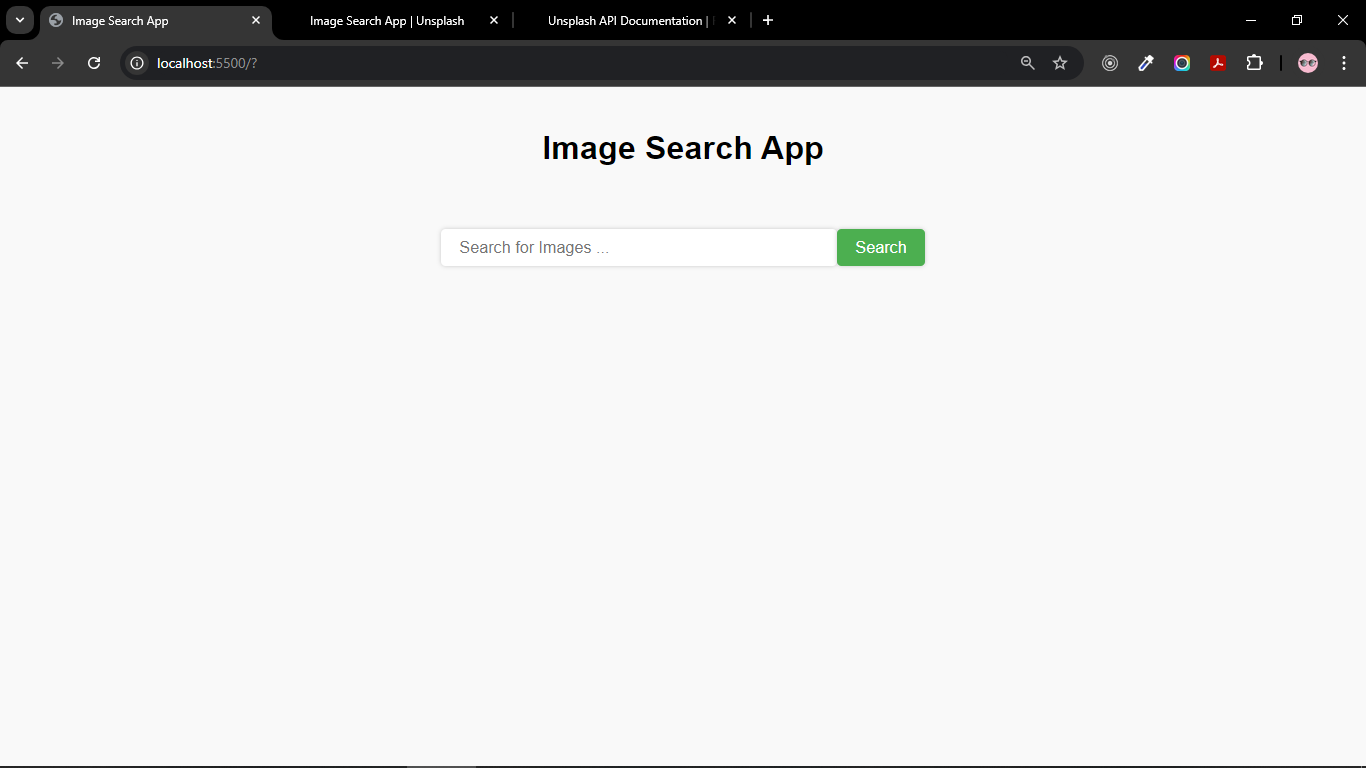 Image Search App
Image Search App | Unsplash
Unsplash API Documentation |
localhost:5500/?
Image Search App
Search for Images ...
Search